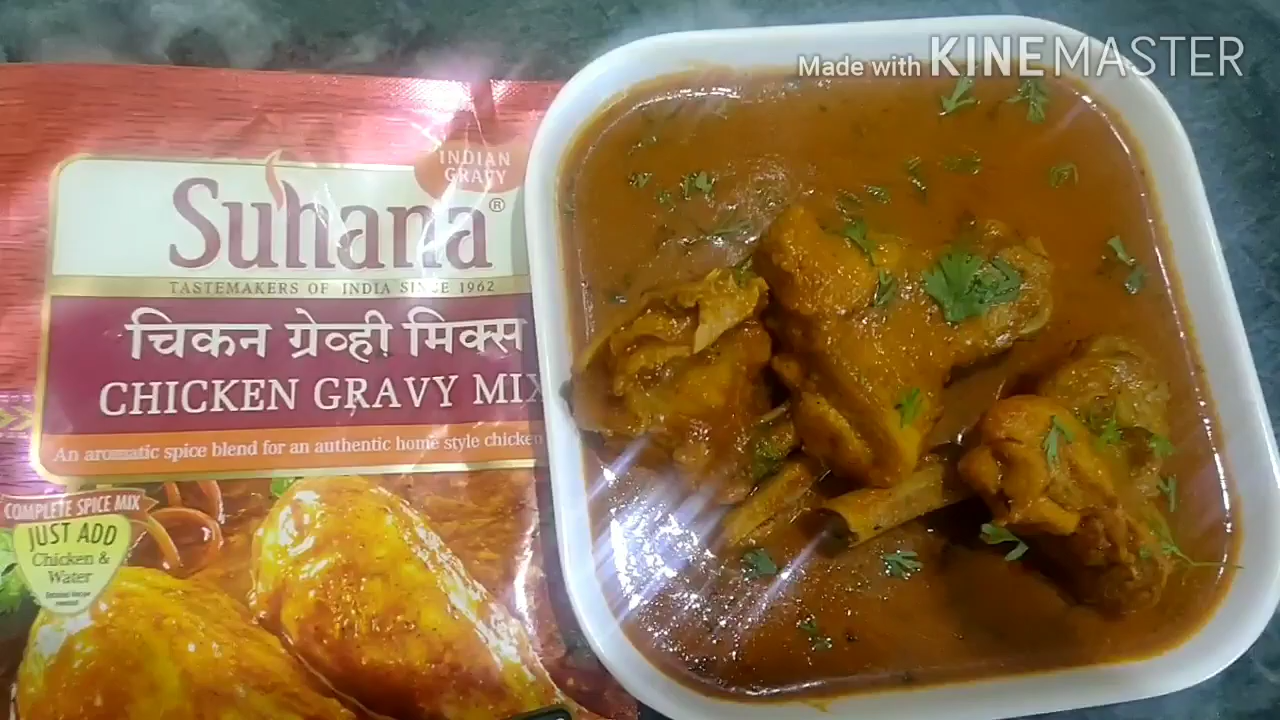 Made with KINEMASTER
INDIAN
GRAVY
Suhana®
TASTEMAKERS OF INDIA SINCE 1962
चिकन ग्रेव्ही मिक्स
CHICKEN GRAVY MIX
An aromatic spice blend for an authentic home style chicken
COMPLETE SPICE MIX
JUST ADD
Chicken &
Water